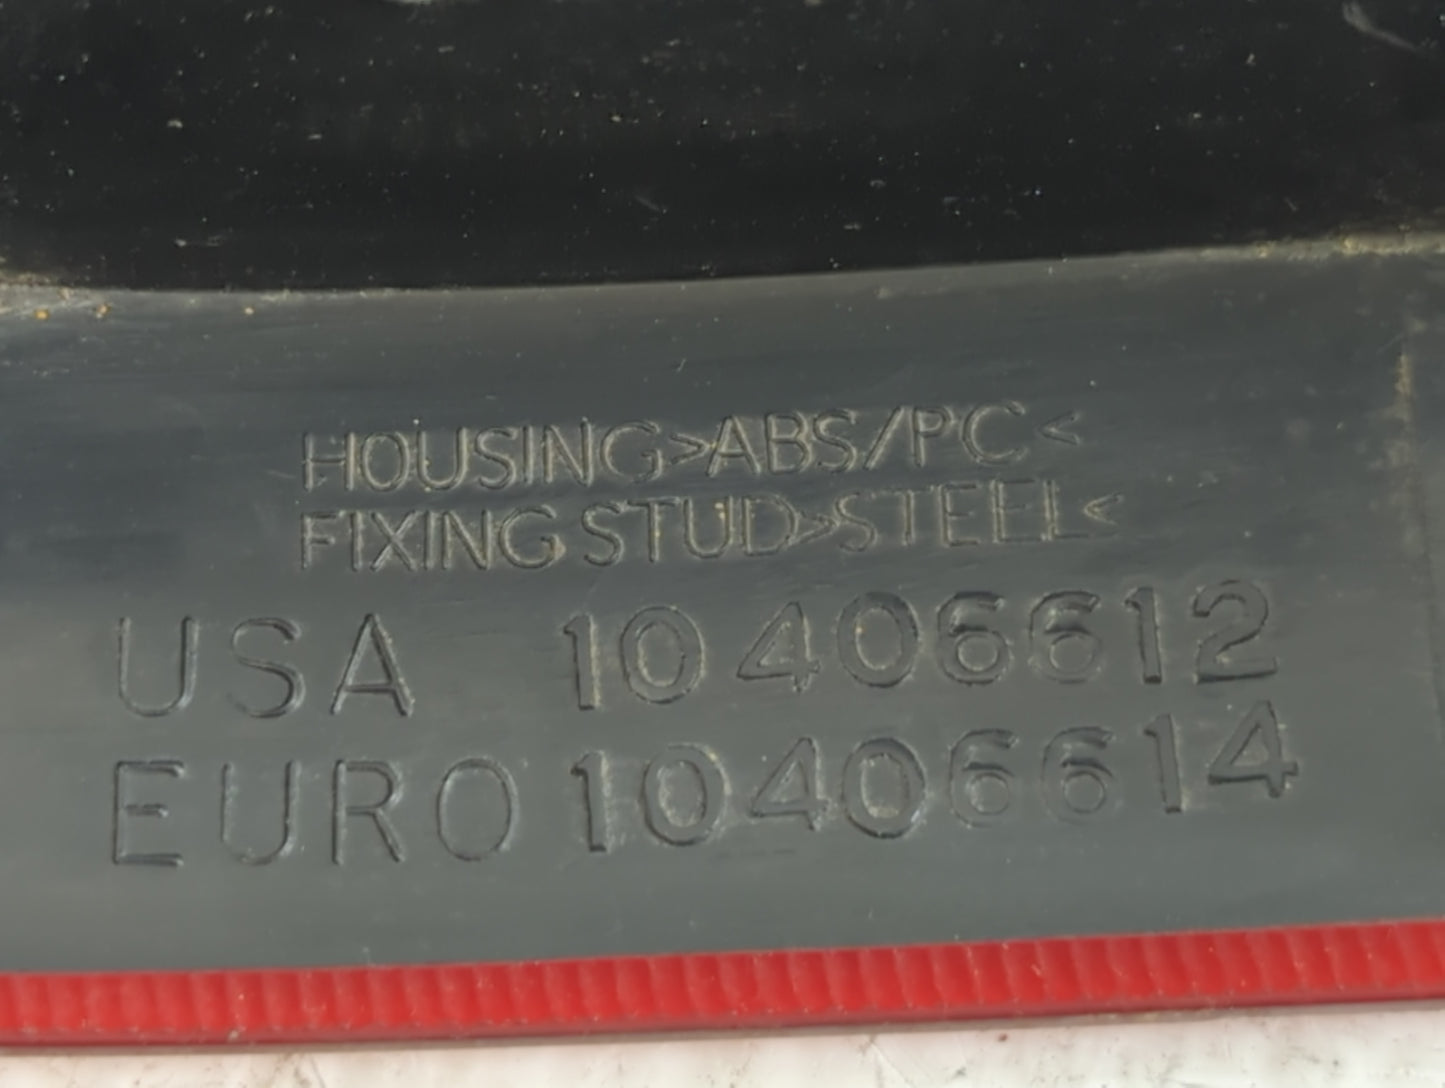 HOUSING>ABS/PC<
FIXING STUD>STEEL<
USA 10406612
EURO 10406614